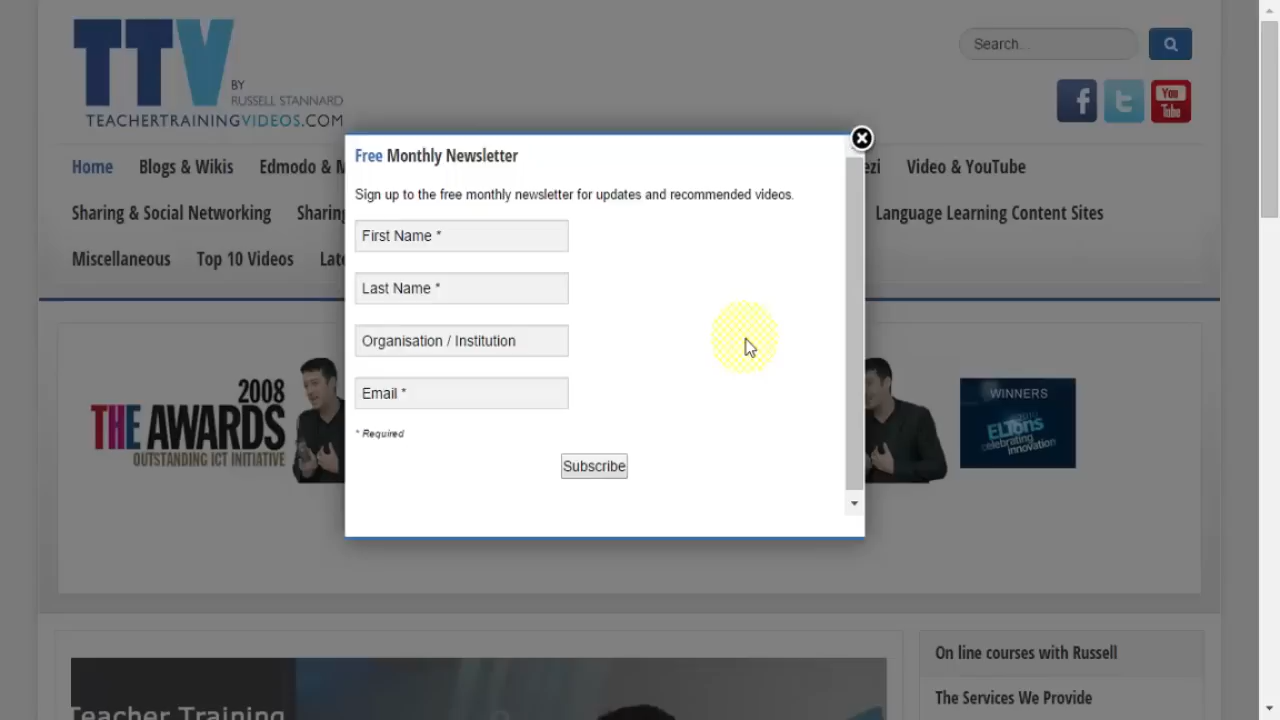 TTV
BY
RUSSELL STANNARD
TEACHERTRAININGVIDEOS.COM
Search...
f
t
You
Tube
Free Monthly Newsletter
Home Blogs & Wikis Edmodo & Video & YouTube
Sign up to the free monthly newsletter for updates and recommended videos.
Sharing & Social Networking Language Learning Content Sites
First Name *
Miscellaneous Top 10 Videos
Last Name *
Organisation / Institution
Email *
* Required
Subscribe
2008
THE AWARDS
OUTSTANDING ICT INITIATIVE
WINNERS
ELTons
celebrating
innovation
On line courses with Russell
The Services We Provide
Teacher Training